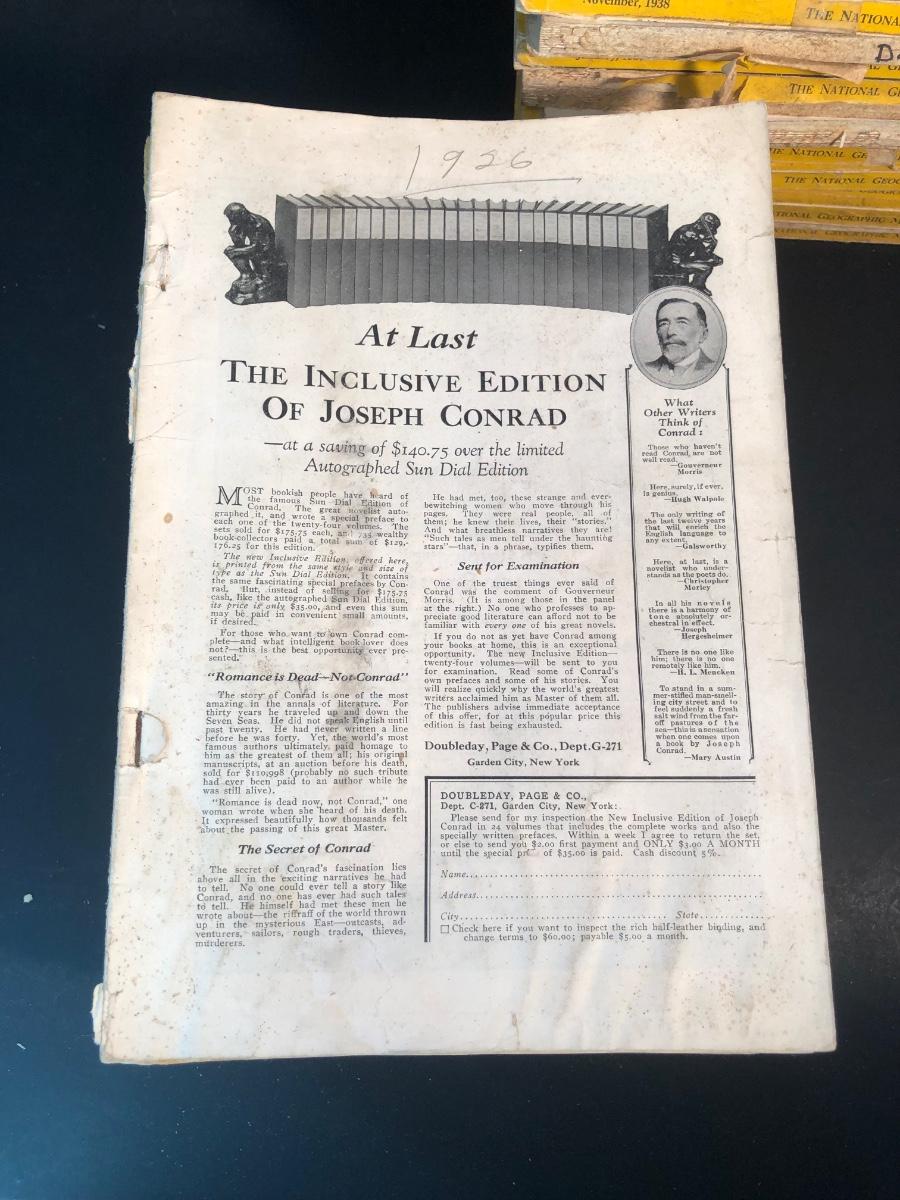 November, 1938
THE NATIONA
THE NATIONAL GE
THE NATIONAL GEOG
1926
At Last
THE INCLUSIVE EDITION
OF JOSEPH CONRAD
—at a saving of $140.75 over the limited
Autographed Sun Dial Edition
MOST bookish people have heard of
the famous Sun Dial Edition of
Conrad. The great novelist auto-
graphed it, and wrote a special preface to
each one of the twenty-four volumes. The
sets sold for $175.75 each, and 735 wealthy
book-collectors paid a total sum of $129,-
176.25 for this edition.
The new Inclusive Edition, offered here,
is printed from the same style and size of
type as the Sun Dial Edition. It contains
the same fascinating special prefaces by Con-
rad. But, instead of selling for $175.75
cash, like the autographed Sun Dial Edition,
its price is only $35.00, and even this sum
may be paid in convenient small amounts,
if desired.
For those who want to own Conrad com-
plete—and what intelligent book-lover does
not?—this is the best opportunity ever pre-
sented.
"Romance is Dead—Not Conrad"
The story of Conrad is one of the most
amazing in the annals of literature. For
thirty years he traveled up and down the
Seven Seas. He did not speak English until
past twenty. He had never written a line
before he was forty. Yet, the world's most
famous authors ultimately paid homage to
him as the greatest of them all; his original
manuscripts, at an auction before his death,
sold for $110,998 (probably no such tribute
had ever been paid to an author while he
was still alive).
"Romance is dead now, not Conrad," one
woman wrote when she heard of his death.
It expressed beautifully how thousands felt
about the passing of this great Master.
The Secret of Conrad
The secret of Conrad's fascination lies
above all in the exciting narratives he had
to tell. No one could ever tell a story like
Conrad, and no one has ever had such tales
to tell. He himself had met these men he
wrote about—the riffraff of the world thrown
up in the mysterious East—outcasts, ad-
venturers, sailors, rough traders, thieves,
murderers.
He had met, too, these strange and ever-
bewitching women who move through his
pages. They were real people, all of
them; he knew their lives, their "stories."
And what breathless narratives they are!
"Such tales as men tell under the haunting
stars"—that, in a phrase, typifies them.
Sent for Examination
One of the truest things ever said of
Conrad was the comment of Gouverneur
Morris. (It is among those in the panel
at the right.) No one who professes to ap-
preciate good literature can afford not to be
familiar with every one of his great novels.
If you do not as yet have Conrad among
your books at home, this is an exceptional
opportunity. The new Inclusive Edition—
twenty-four volumes—will be sent to you
for examination. Read some of Conrad's
own prefaces and some of his stories. You
will realize quickly why the world's greatest
writers acclaimed him as Master of them all.
The publishers advise immediate acceptance
of this offer, for at this popular price this
edition is fast being exhausted.
Doubleday, Page & Co., Dept.G-271
Garden City, New York
What
Other Writers
Think of
Conrad:
Those who haven't
read Conrad, are not
well read.
—Gouverneur
Morris
Here, surely, if ever,
is genius.
—Hugh Walpole
The only writing of
the last twelve years
that will enrich the
English language to
any extent.
—Galsworthy
Here, at last, is a
novelist who under-
stands as the poets do.
—Christopher
Morley
In all his novels
there is a harmony of
tone absolutely or-
chestral in effect.
—Joseph
Hergesheimer
There is no one like
him; there is no one
remotely like him.
—H. L. Mencken
To stand in a sum-
mer-stifled man-smell-
ing city street and to
feel suddenly a fresh
salt wind from the far-
off pastures of the
sea—this is a sensation
when one comes upon
a book by Joseph
Conrad.
—Mary Austin
DOUBLEDAY, PAGE & CO.,
Dept. C-271, Garden City, New York:
Please send for my inspection the New Inclusive Edition of Joseph
Conrad in 24 volumes that includes the complete works and also the
specially written prefaces. Within a week I agree to return the set,
or else to send you $2.00 first payment and ONLY $3.00 A MONTH
until the special of $35.00 is paid. Cash discount 5%.
Name
Address
City State
Check here if you want to inspect the rich half-leather binding, and
change terms to $60.00; payable $5.00 a month.